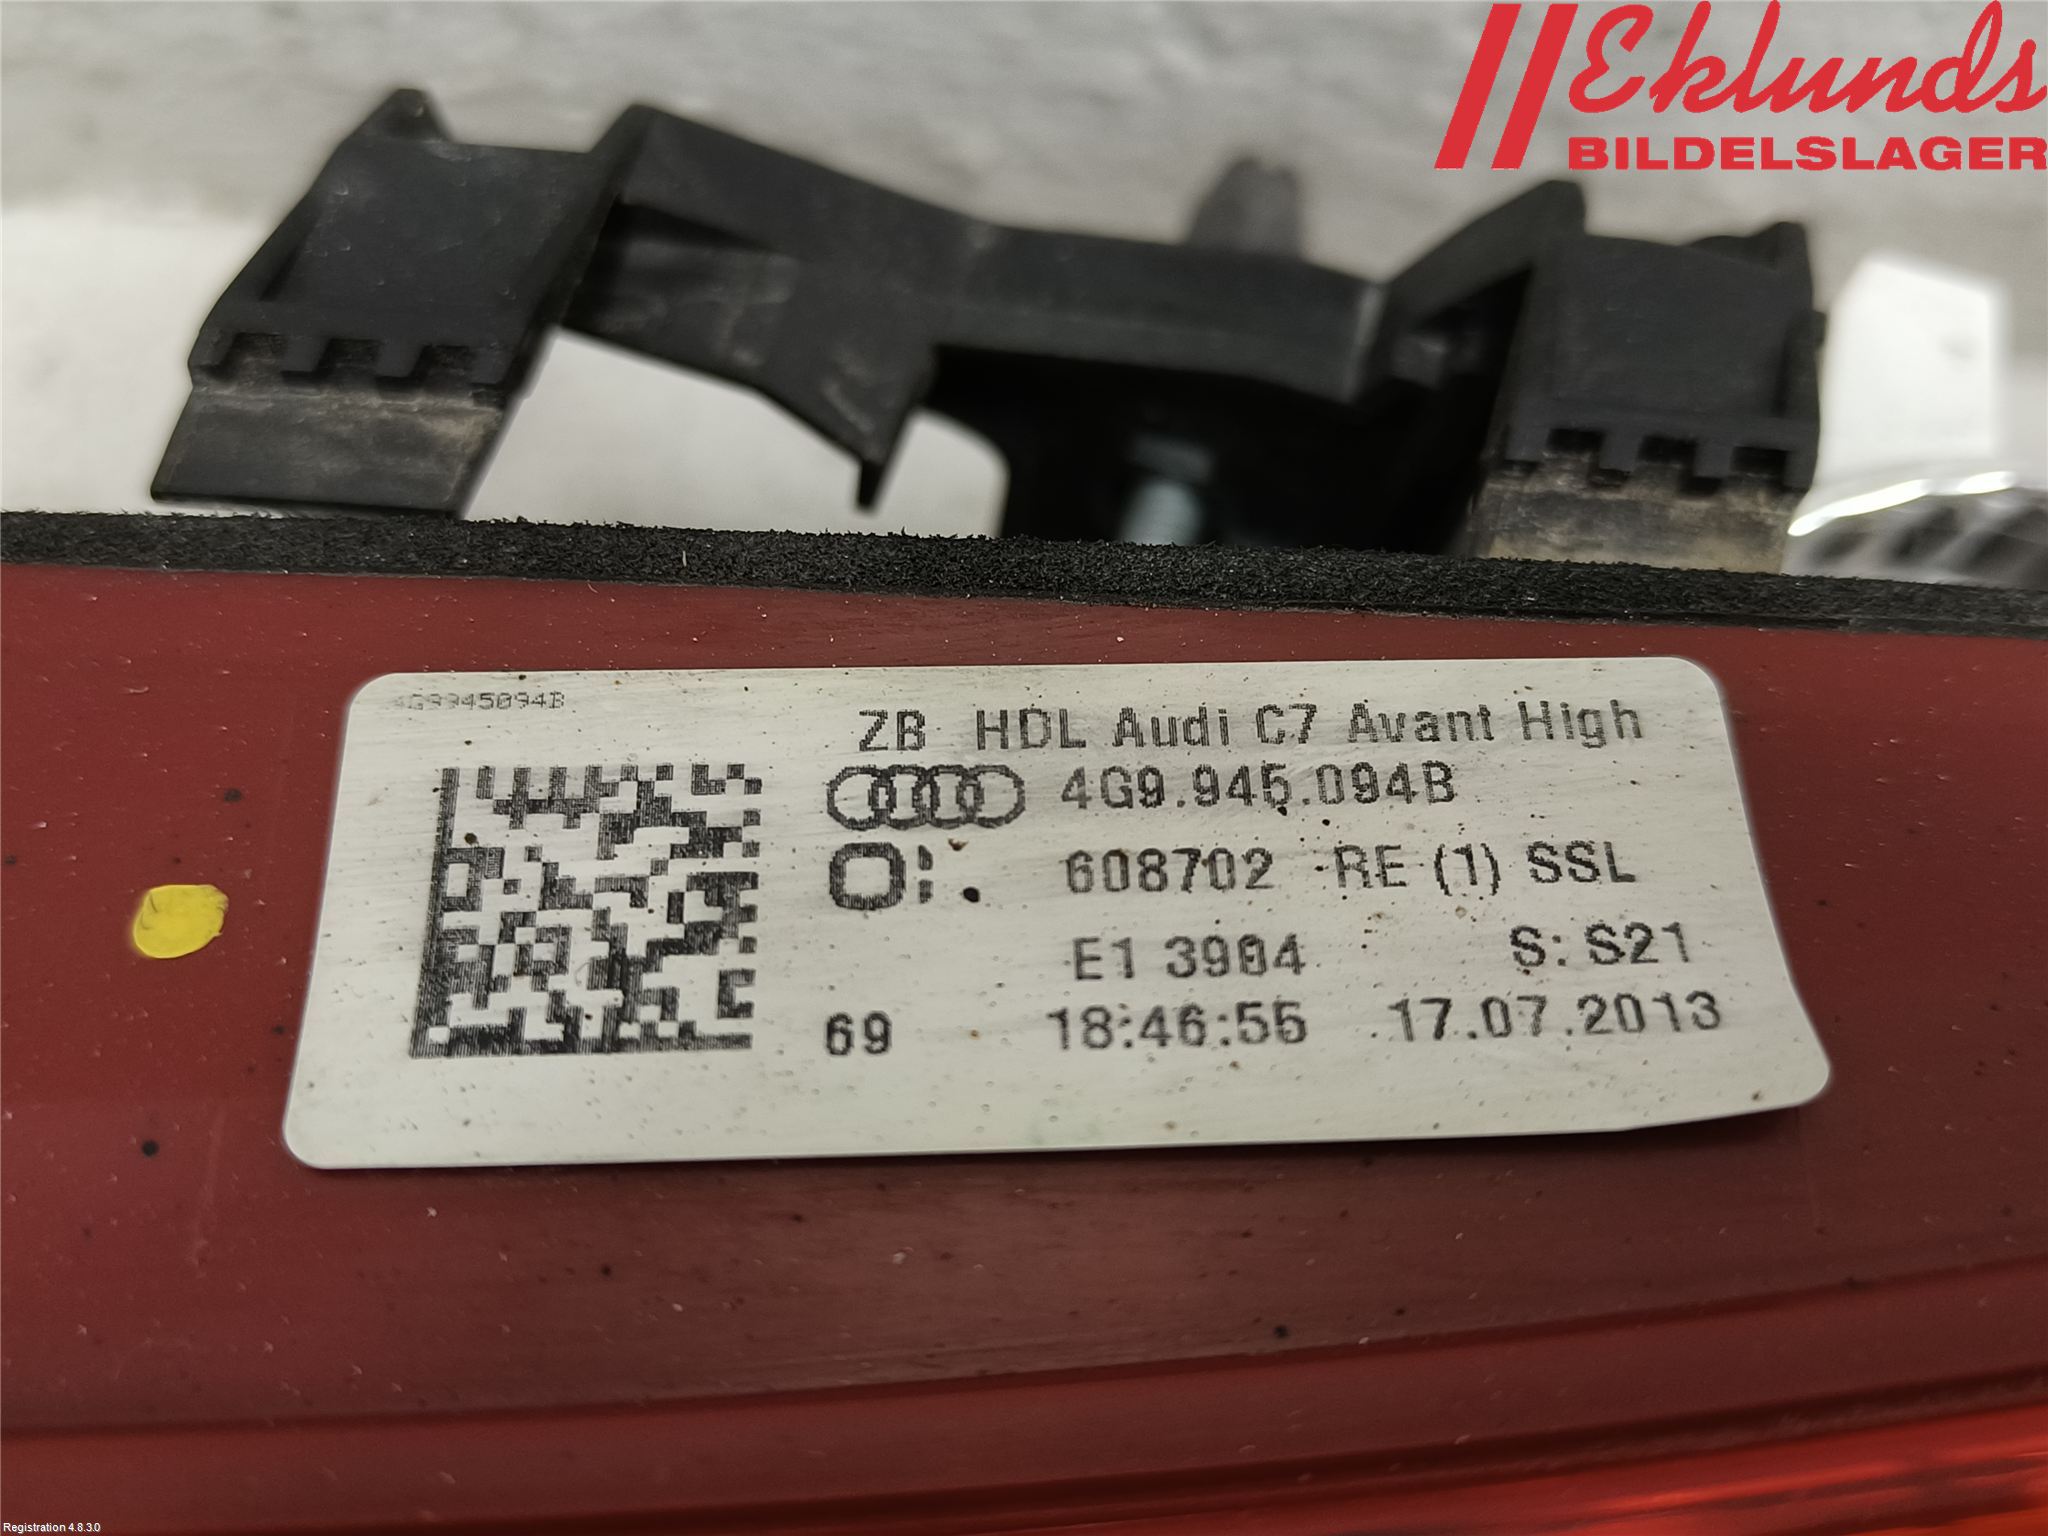 Eklunds
BILDELSLAGER
4G9945094B
ZB HDL Audi C7 Avant High
4G9.945.094B
608702 RE (1) SSL
E1 3904 S: S21
69 18:46:55 17.07.2013
Registration 4.8.3.0